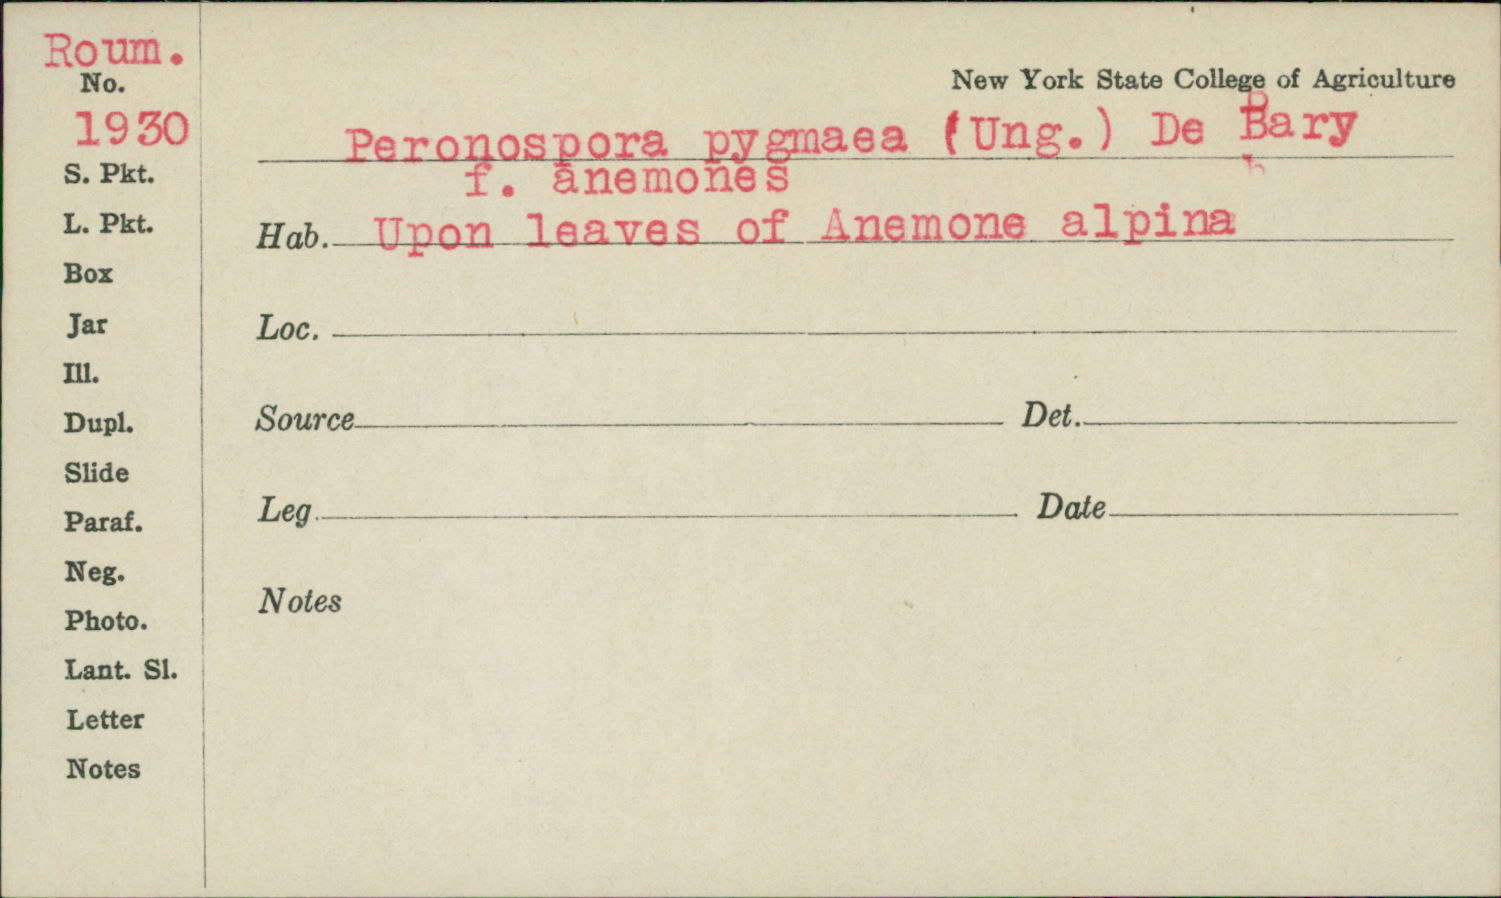 Roum.
No.
1930
S. Pkt.
L. Pkt.
Box
Jar
Ill.
Dupl.
Slide
Paraf.
Neg.
Photo.
Lant. Sl.
Letter
Notes
New York State College of Agriculture
Peronospora pygmaea (Ung.) De Bary
f. anemones
Hab. Upon leaves of Anemone alpina
Loc.
Source Det.
Leg Date
Notes